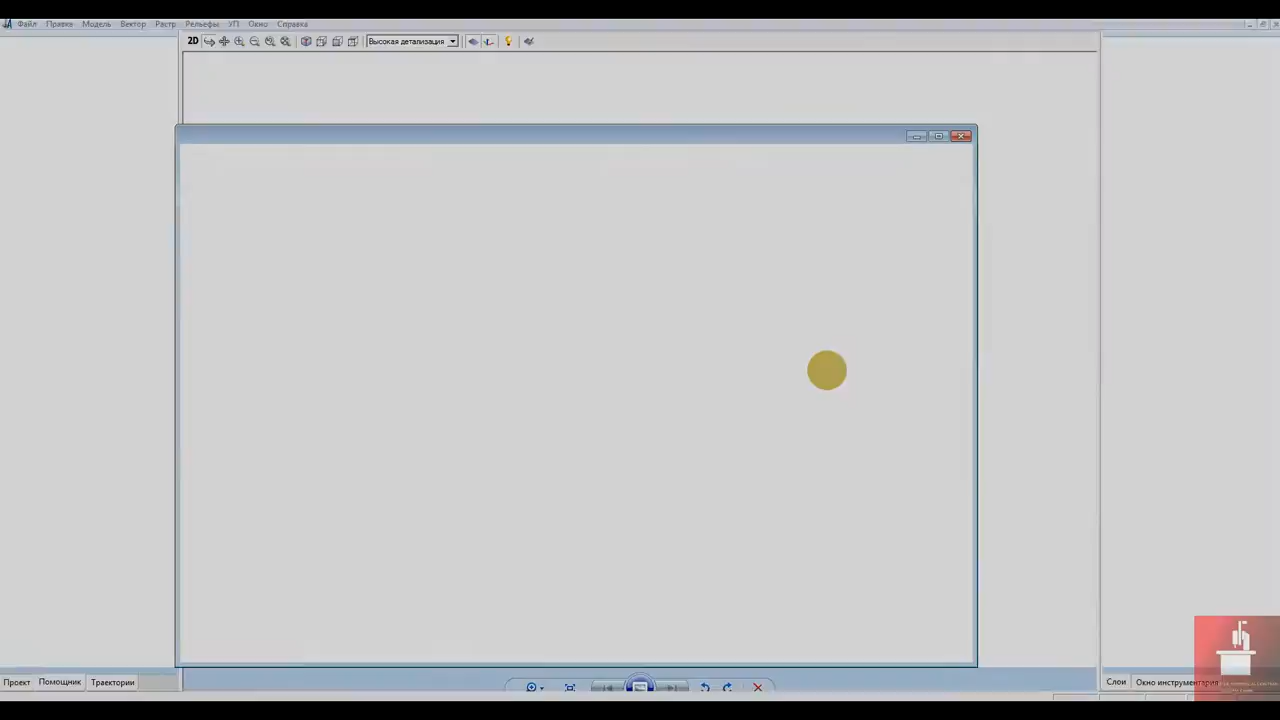 Файл Правка Модель Вектор Растр Рельефы УП Окно Справка
2D Высокая детализация
Проект Помощник Траектории
Слои Окно инструментария